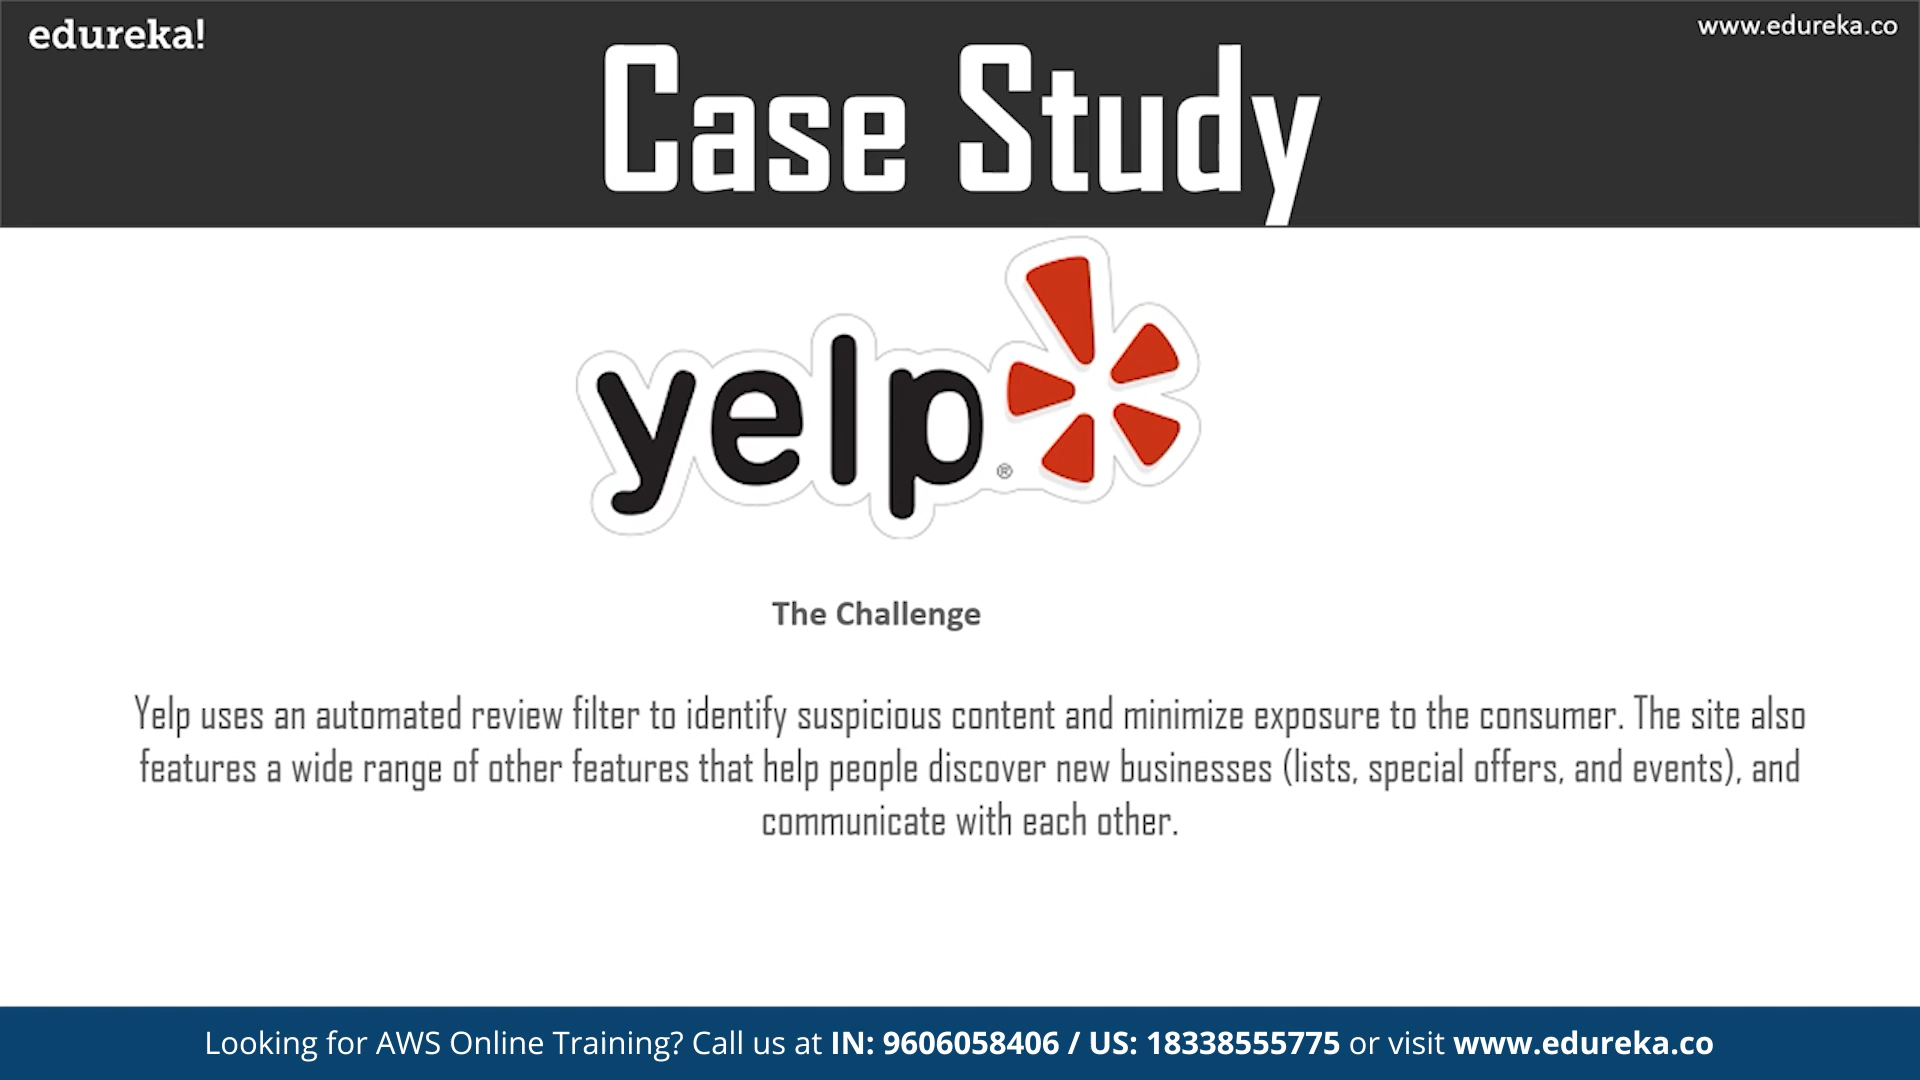 edureka!
www.edureka.co
Case Study
yelp®
The Challenge
Yelp uses an automated review filter to identify suspicious content and minimize exposure to the consumer. The site also
features a wide range of other features that help people discover new businesses (lists, special offers, and events), and
communicate with each other.
Looking for AWS Online Training? Call us at IN: 9606058406 / US: 18338555775 or visit www.edureka.co